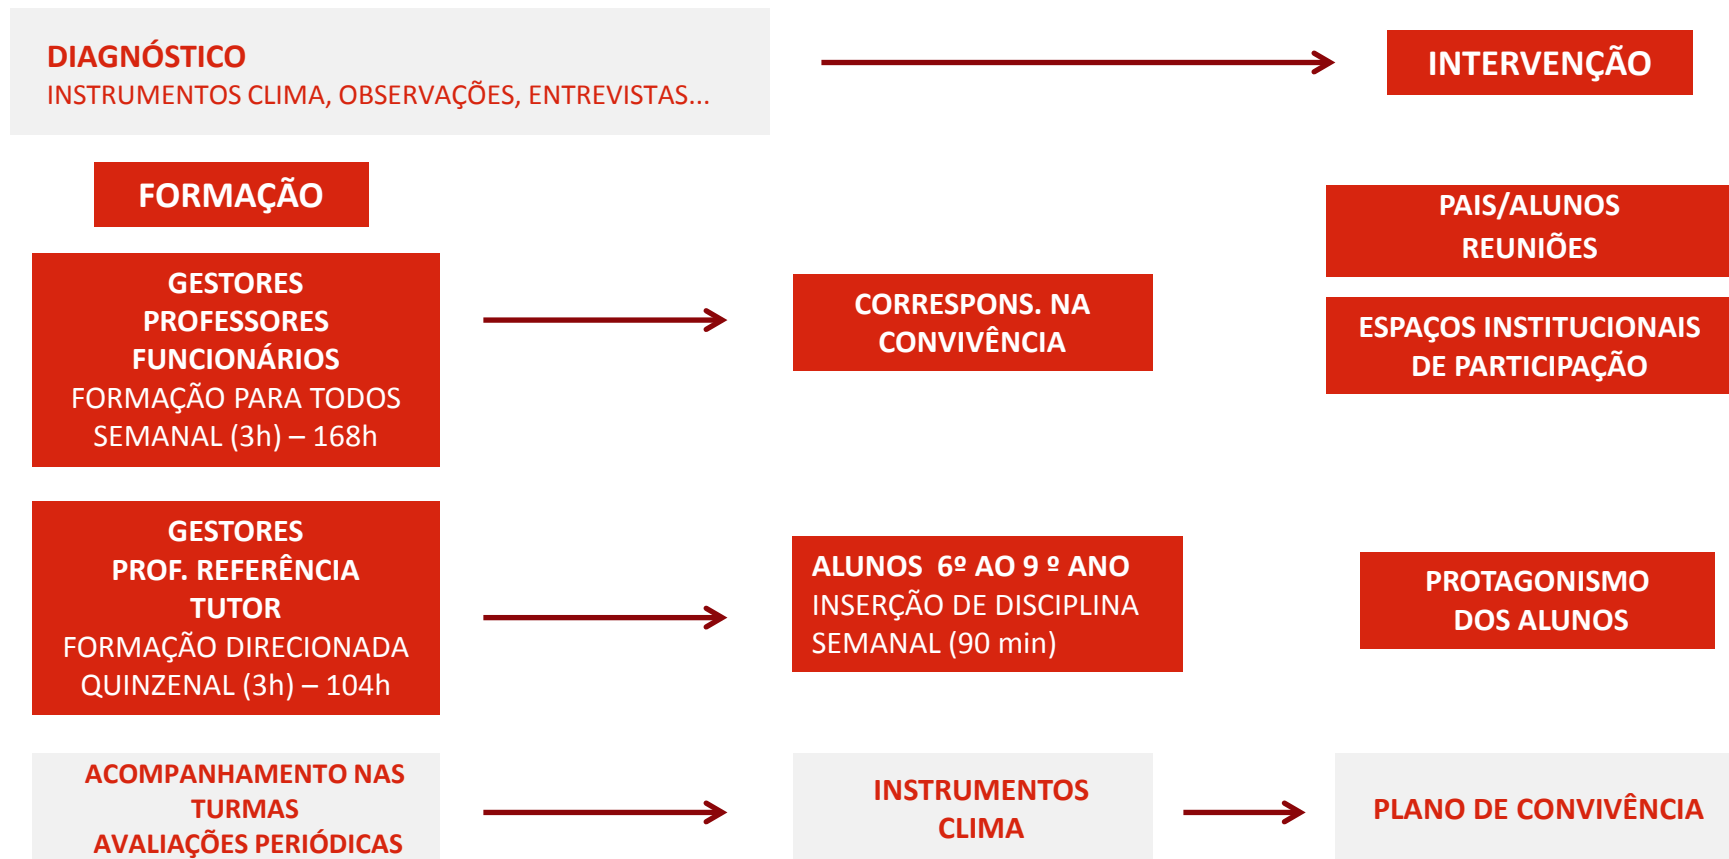 DIAGNÓSTICO
INSTRUMENTOS CLIMA, OBSERVAÇÕES, ENTREVISTAS...
INTERVENÇÃO
FORMAÇÃO
PAIS/ALUNOS
REUNIÕES
GESTORES
PROFESSORES
FUNCIONÁRIOS
FORMAÇÃO PARA TODOS
SEMANAL (3h) – 168h
CORRESPONS. NA
CONVIVÊNCIA
ESPAÇOS INSTITUCIONAIS
DE PARTICIPAÇÃO
GESTORES
PROF. REFERÊNCIA
TUTOR
FORMAÇÃO DIRECIONADA
QUINZENAL (3h) – 104h
ALUNOS 6º AO 9 º ANO
INSERÇÃO DE DISCIPLINA
SEMANAL (90 min)
PROTAGONISMO
DOS ALUNOS
ACOMPANHAMENTO NAS
TURMAS
AVALIAÇÕES PERIÓDICAS
INSTRUMENTOS
CLIMA
PLANO DE CONVIVÊNCIA